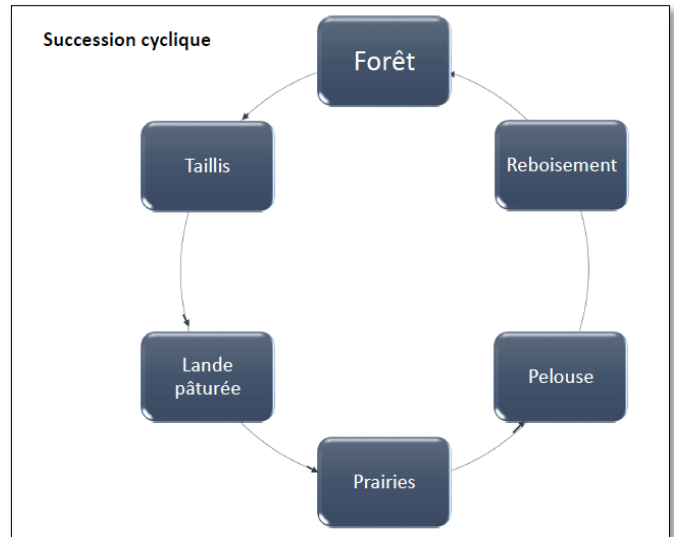 Succession cyclique
Forêt
Taillis
Reboisement
Lande
pâturée
Pelouse
Prairies